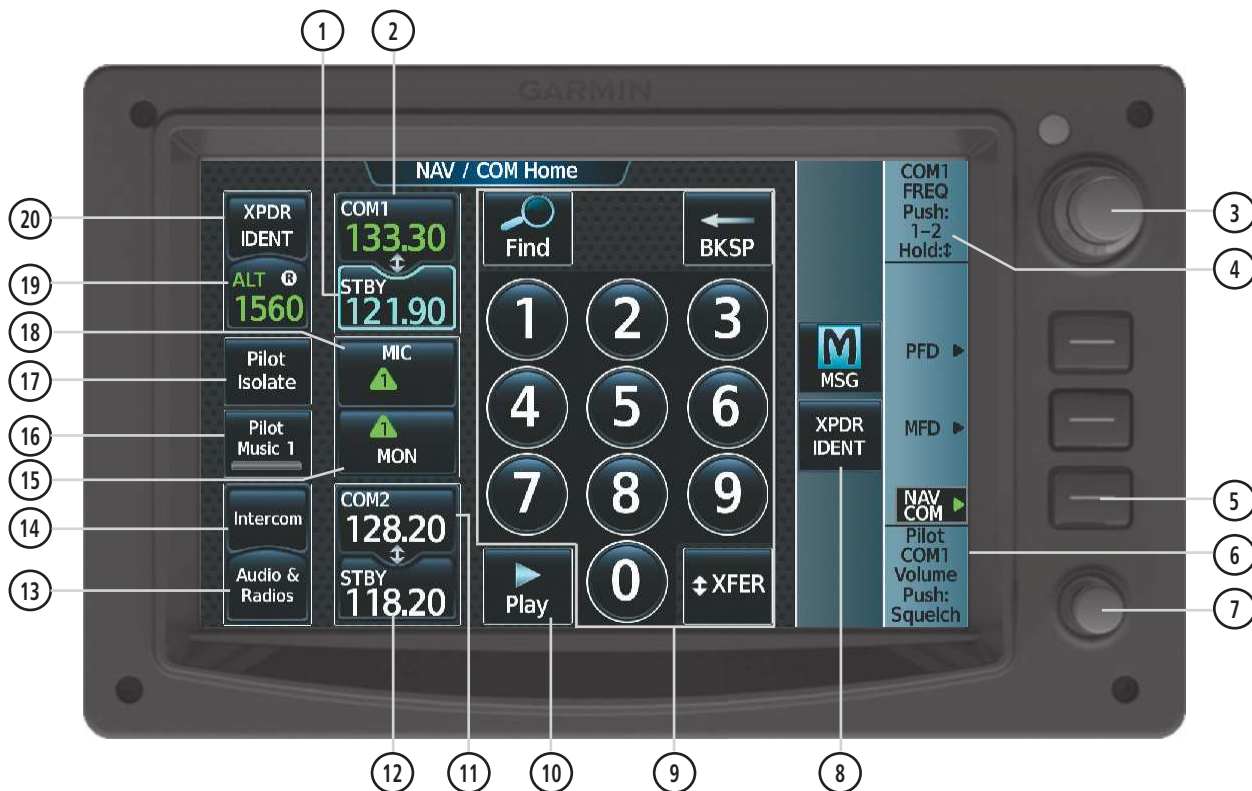 1
2
GARMIN
NAV / COM Home
20
XPDR
IDENT
19
ALT R
1560
18
17
Pilot
Isolate
16
Pilot
Music 1
15
14
Intercom
13
Audio &
Radios
COM1
133.30
STBY
121.90
MIC
1
1
MON
COM2
128.20
STBY
118.20
Find
BKSP
1
2
3
4
5
6
7
8
9
Play
0
XFER
M
MSG
XPDR
IDENT
COM1
FREQ
Push:
1–2
Hold:↕
PFD
MFD
NAV
COM
Pilot
COM1
Volume
Push:
Squelch
3
4
5
6
7
12
11
10
9
8